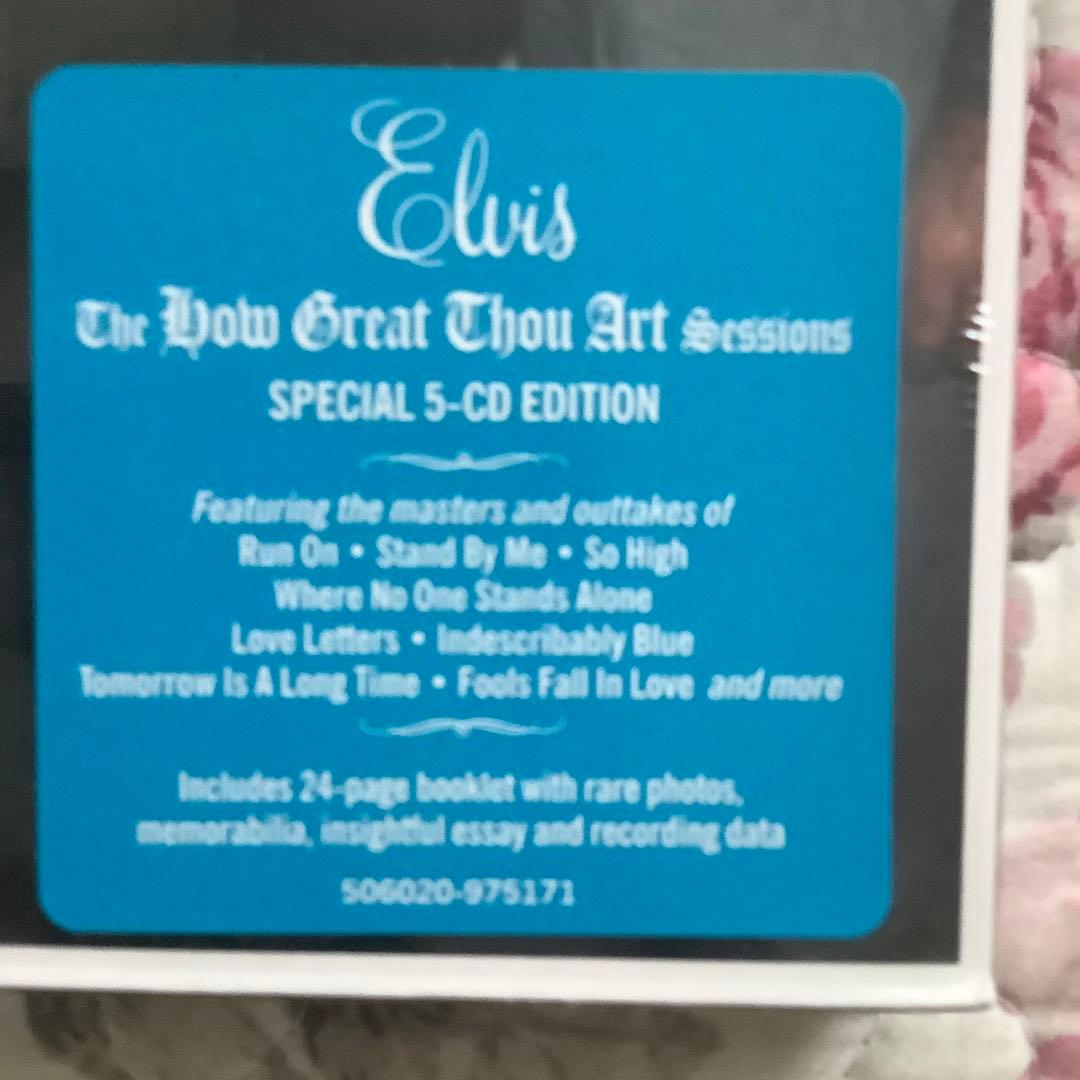 Elvis
The How Great Thou Art Sessions
SPECIAL 5-CD EDITION
Featuring the masters and outtakes of
Run On • Stand By Me • So High
Where No One Stands Alone
Love Letters • Indescribably Blue
Tomorrow Is A Long Time • Fools Fall In Love and more
Includes 24-page booklet with rare photos,
memorabilia, insightful essay and recording data
506020-975171